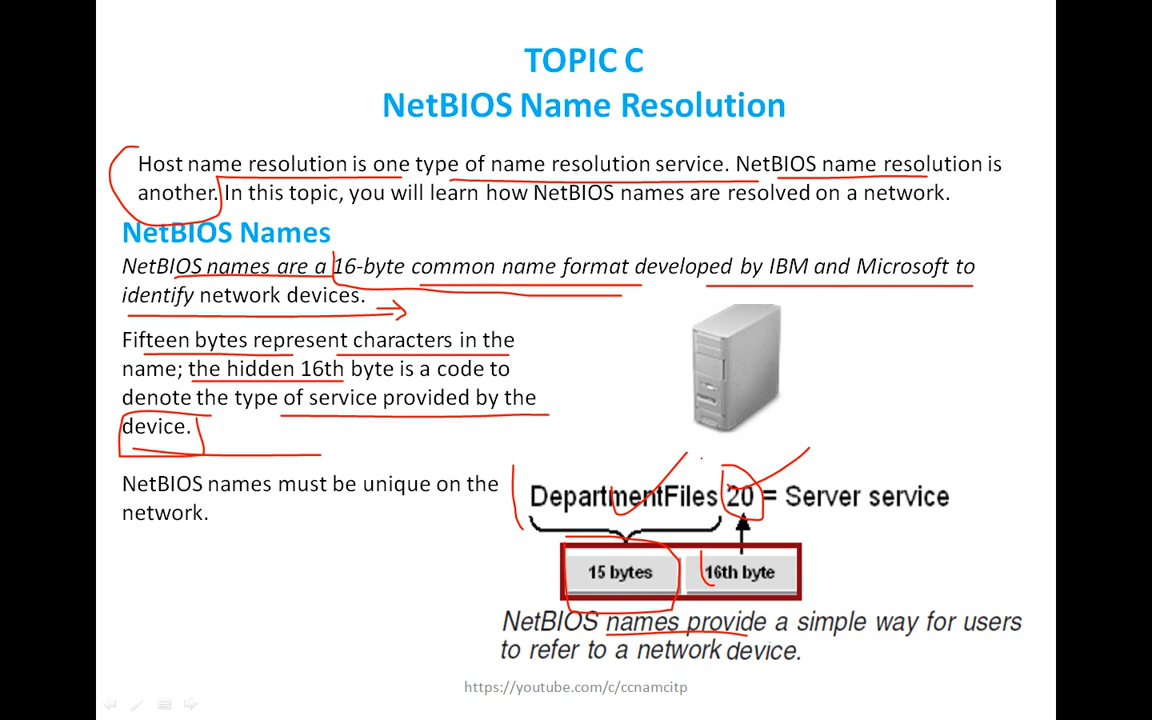 TOPIC C
NetBIOS Name Resolution
Host name resolution is one type of name resolution service. NetBIOS name resolution is
another. In this topic, you will learn how NetBIOS names are resolved on a network.
NetBIOS Names
NetBIOS names are a 16-byte common name format developed by IBM and Microsoft to
identify network devices.
Fifteen bytes represent characters in the
name; the hidden 16th byte is a code to
denote the type of service provided by the
device.
NetBIOS names must be unique on the
network.
DepartmentFiles 20 = Server service
15 bytes 16th byte
NetBIOS names provide a simple way for users
to refer to a network device.
https://youtube.com/c/ccnamcitp